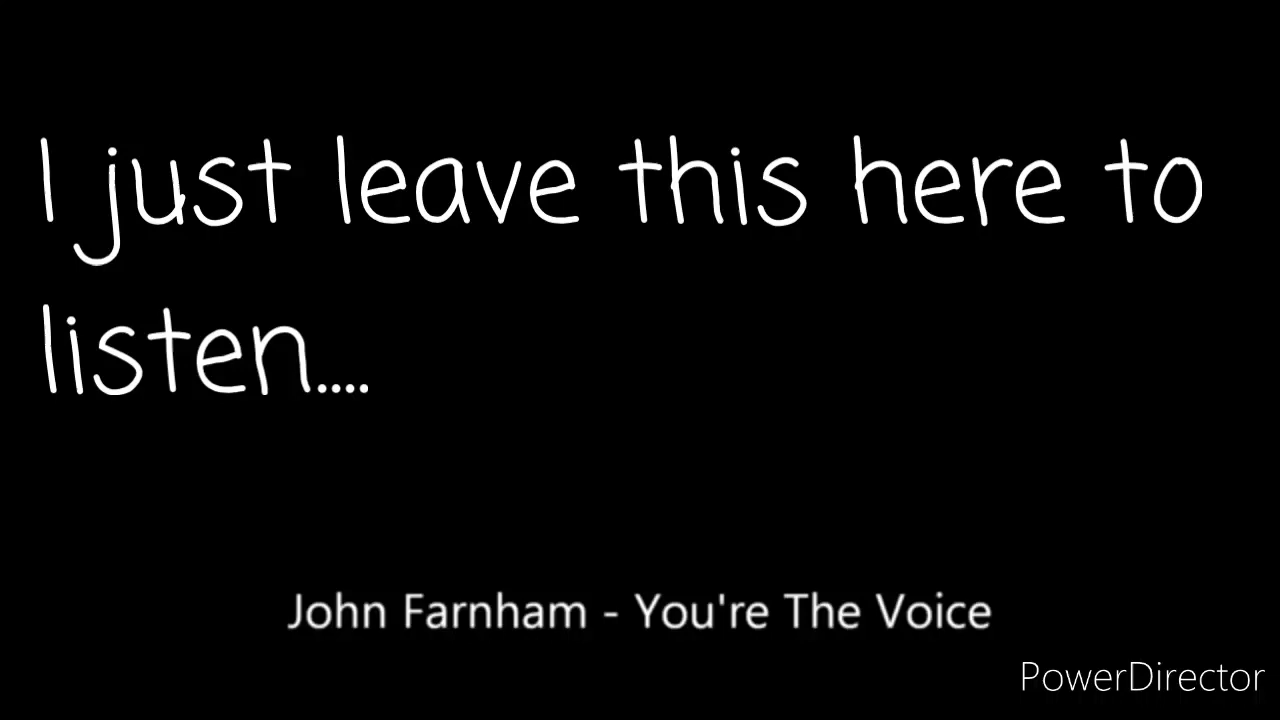 I just leave this here to
listen....
John Farnham - You're The Voice
PowerDirector